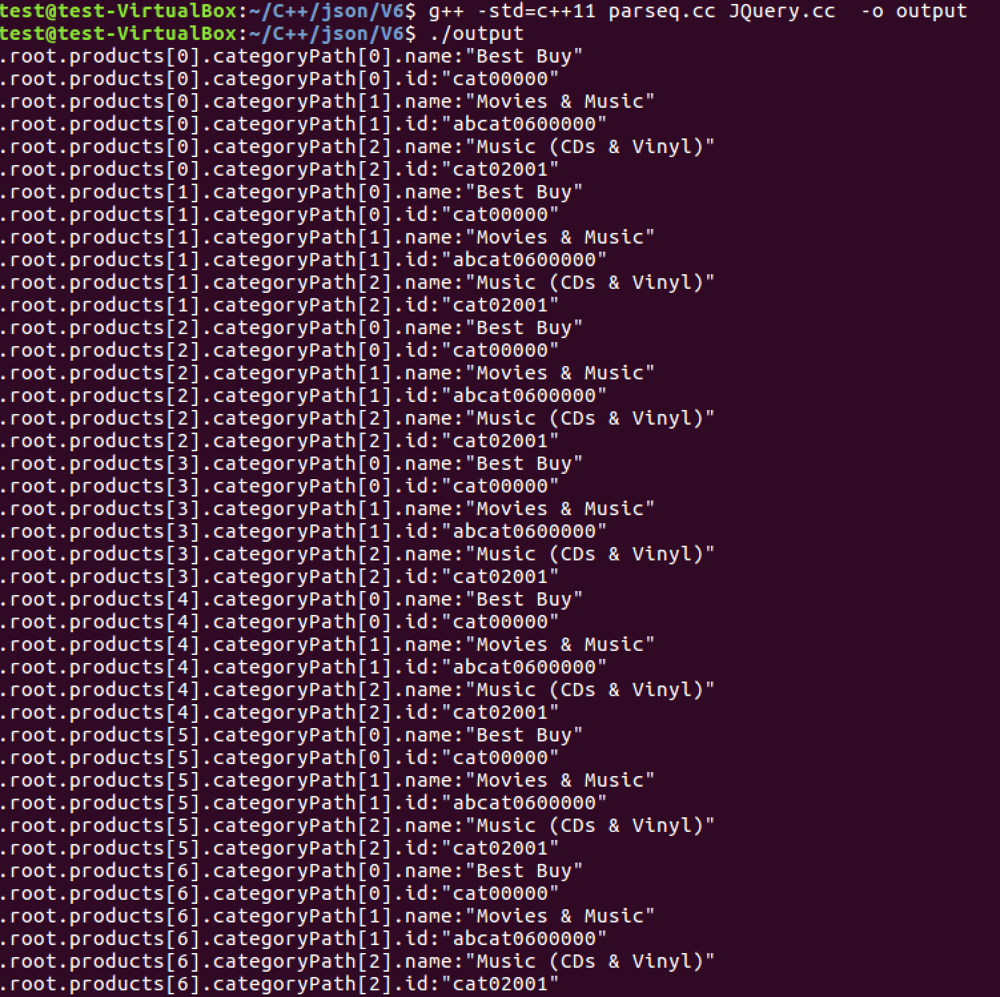 test@test-VirtualBox:~/C++/json/V6$ g++ -std=c++11 parseq.cc JQuery.cc  -o output
test@test-VirtualBox:~/C++/json/V6$ ./output
.root.products[0].categoryPath[0].name:"Best Buy"
.root.products[0].categoryPath[0].id:"cat00000"
.root.products[0].categoryPath[1].name:"Movies & Music"
.root.products[0].categoryPath[1].id:"abcat0600000"
.root.products[0].categoryPath[2].name:"Music (CDs & Vinyl)"
.root.products[0].categoryPath[2].id:"cat02001"
.root.products[1].categoryPath[0].name:"Best Buy"
.root.products[1].categoryPath[0].id:"cat00000"
.root.products[1].categoryPath[1].name:"Movies & Music"
.root.products[1].categoryPath[1].id:"abcat0600000"
.root.products[1].categoryPath[2].name:"Music (CDs & Vinyl)"
.root.products[1].categoryPath[2].id:"cat02001"
.root.products[2].categoryPath[0].name:"Best Buy"
.root.products[2].categoryPath[0].id:"cat00000"
.root.products[2].categoryPath[1].name:"Movies & Music"
.root.products[2].categoryPath[1].id:"abcat0600000"
.root.products[2].categoryPath[2].name:"Music (CDs & Vinyl)"
.root.products[2].categoryPath[2].id:"cat02001"
.root.products[3].categoryPath[0].name:"Best Buy"
.root.products[3].categoryPath[0].id:"cat00000"
.root.products[3].categoryPath[1].name:"Movies & Music"
.root.products[3].categoryPath[1].id:"abcat0600000"
.root.products[3].categoryPath[2].name:"Music (CDs & Vinyl)"
.root.products[3].categoryPath[2].id:"cat02001"
.root.products[4].categoryPath[0].name:"Best Buy"
.root.products[4].categoryPath[0].id:"cat00000"
.root.products[4].categoryPath[1].name:"Movies & Music"
.root.products[4].categoryPath[1].id:"abcat0600000"
.root.products[4].categoryPath[2].name:"Music (CDs & Vinyl)"
.root.products[4].categoryPath[2].id:"cat02001"
.root.products[5].categoryPath[0].name:"Best Buy"
.root.products[5].categoryPath[0].id:"cat00000"
.root.products[5].categoryPath[1].name:"Movies & Music"
.root.products[5].categoryPath[1].id:"abcat0600000"
.root.products[5].categoryPath[2].name:"Music (CDs & Vinyl)"
.root.products[5].categoryPath[2].id:"cat02001"
.root.products[6].categoryPath[0].name:"Best Buy"
.root.products[6].categoryPath[0].id:"cat00000"
.root.products[6].categoryPath[1].name:"Movies & Music"
.root.products[6].categoryPath[1].id:"abcat0600000"
.root.products[6].categoryPath[2].name:"Music (CDs & Vinyl)"
.root.products[6].categoryPath[2].id:"cat02001"